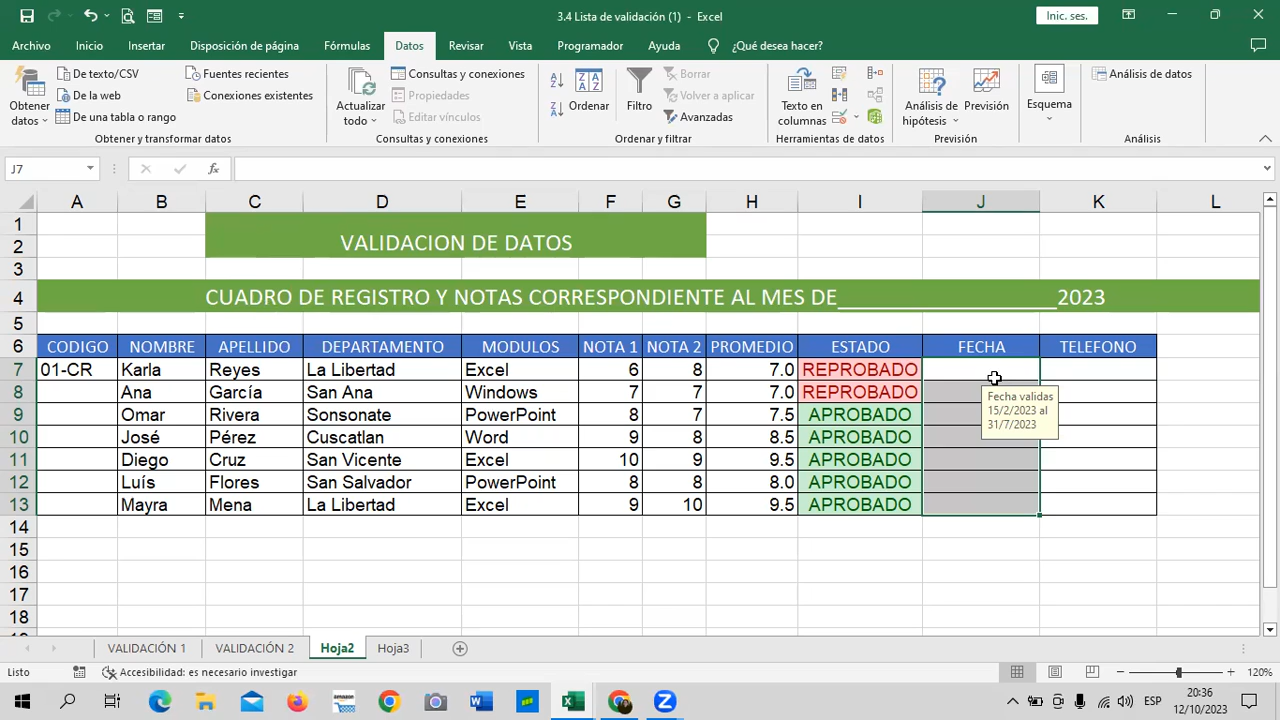 3.4 Lista de validación (1) - Excel
Inic. ses.
Archivo Inicio Insertar Disposición de página Fórmulas Datos Revisar Vista Programador Ayuda ¿Qué desea hacer?
Obtener datos
De texto/CSV
De la web
De una tabla o rango
Fuentes recientes
Conexiones existentes
Obtener y transformar datos
Actualizar todo
Consultas y conexiones
Propiedades
Editar vínculos
Consultas y conexiones
Ordenar
Filtro
Borrar
Volver a aplicar
Avanzadas
Ordenar y filtrar
Texto en columnas
Herramientas de datos
Análisis de hipótesis
Previsión
Previsión
Esquema
Análisis de datos
Análisis
J7
fx
A B C D E F G H I J K L
1
2 VALIDACION DE DATOS
3
4 CUADRO DE REGISTRO Y NOTAS CORRESPONDIENTE AL MES DE____________________2023
5
6 CODIGO NOMBRE APELLIDO DEPARTAMENTO MODULOS NOTA 1 NOTA 2 PROMEDIO ESTADO FECHA TELEFONO
7 01-CR Karla Reyes La Libertad Excel 6 8 7.0 REPROBADO
8 Ana García San Ana Windows 7 7 7.0 REPROBADO
9 Omar Rivera Sonsonate PowerPoint 8 7 7.5 APROBADO
10 José Pérez Cuscatlan Word 9 8 8.5 APROBADO
11 Diego Cruz San Vicente Excel 10 9 9.5 APROBADO
12 Luís Flores San Salvador PowerPoint 8 8 8.0 APROBADO
13 Mayra Mena La Libertad Excel 9 10 9.5 APROBADO
Fecha validas
15/2/2023 al
31/7/2023
14
15
16
17
18
VALIDACIÓN 1 VALIDACIÓN 2 Hoja2 Hoja3
Listo
Accesibilidad: es necesario investigar
120%
ESP
20:36
12/10/2023